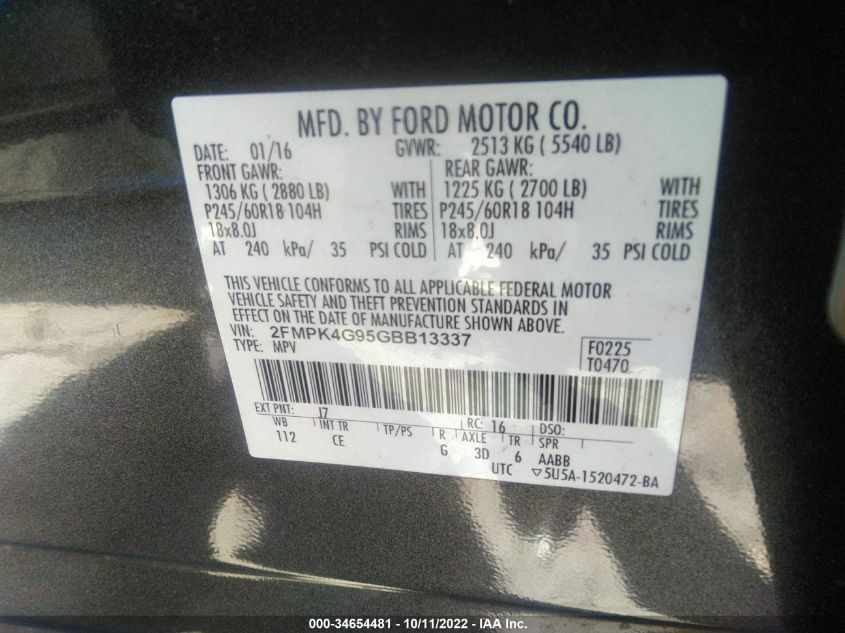 MFD. BY FORD MOTOR CO.
DATE: 01/16 GVWR: 2513 KG ( 5540 LB)
FRONT GAWR: REAR GAWR:
1306 KG ( 2880 LB) WITH 1225 KG ( 2700 LB) WITH
P245/60R18 104H TIRES P245/60R18 104H TIRES
18x8.0J RIMS 18x8.0J RIMS
AT 240 kPa/ 35 PSI COLD AT 240 kPa/ 35 PSI COLD
THIS VEHICLE CONFORMS TO ALL APPLICABLE FEDERAL MOTOR
VEHICLE SAFETY AND THEFT PREVENTION STANDARDS IN
EFFECT ON THE DATE OF MANUFACTURE SHOWN ABOVE.
VIN: 2FMPK4G95GBB13337
TYPE: MPV
F0225
T0470
EXT PNT: J7 RC: 16 DSO:
WB INT TR TP/PS R AXLE TR SPR
112 CE G 3D 6 AABB
UTC ▽5U5A-1520472-BA
000-34654481 - 10/11/2022 - IAA Inc.